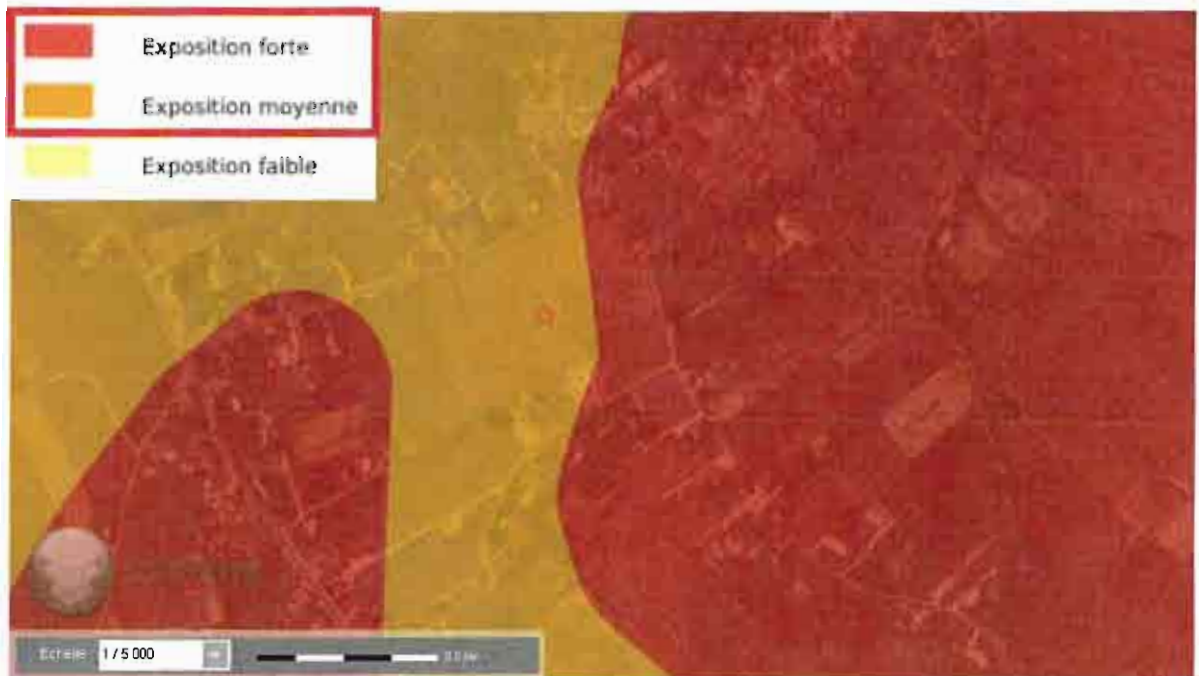 Exposition forte
Exposition moyenne
Exposition faible
Echelle 1 / 5 000